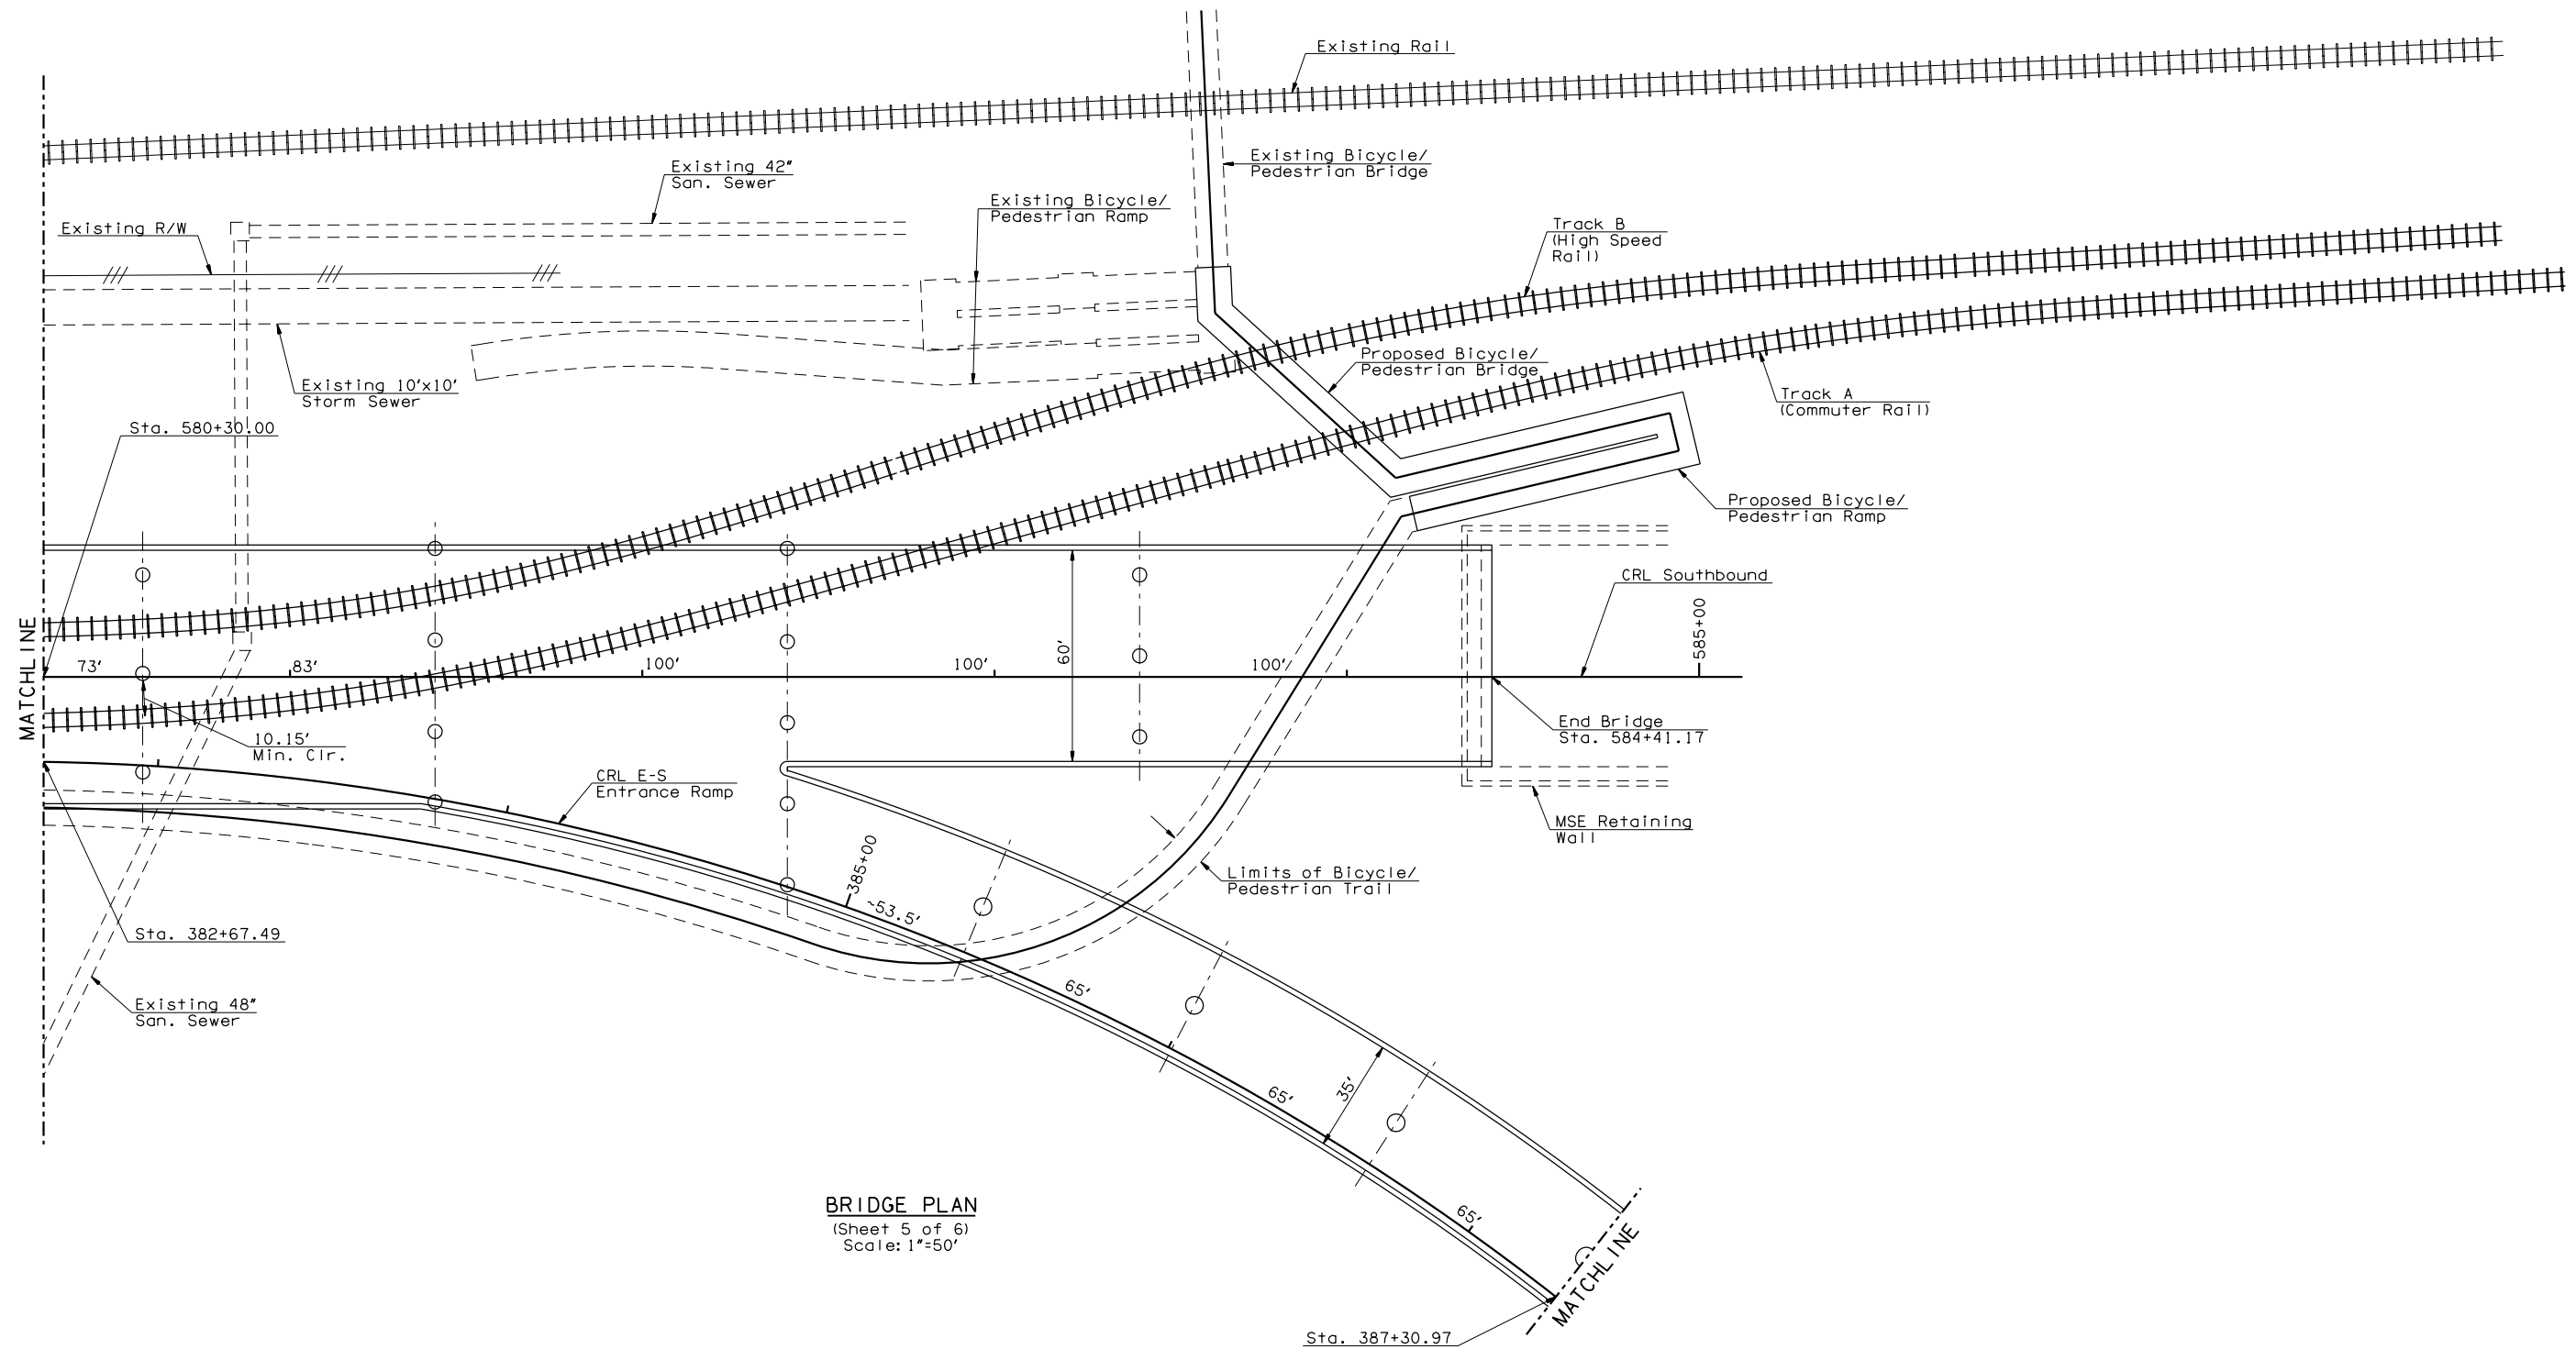 Existing Rail
Existing Bicycle/
Pedestrian Bridge
Existing 42"
San. Sewer
Existing Bicycle/
Pedestrian Ramp
Existing R/W
Track B
(High Speed
Rail)
Existing 10'x10'
Storm Sewer
Proposed Bicycle/
Pedestrian Bridge
Track A
(Commuter Rail)
Sta. 580+30.00
Proposed Bicycle/
Pedestrian Ramp
CRL Southbound
585+00
MATCHLINE
73'
83'
100'
100'
60'
100'
End Bridge
Sta. 584+41.17
10.15'
Min. Clr.
CRL E-S
Entrance Ramp
MSE Retaining
Wall
385+00
~53.5'
Limits of Bicycle/
Pedestrian Trail
Sta. 382+67.49
Existing 48"
San. Sewer
65'
65'
35'
65'
MATCHLINE
BRIDGE PLAN
(Sheet 5 of 6)
Scale: 1"=50'
Sta. 387+30.97